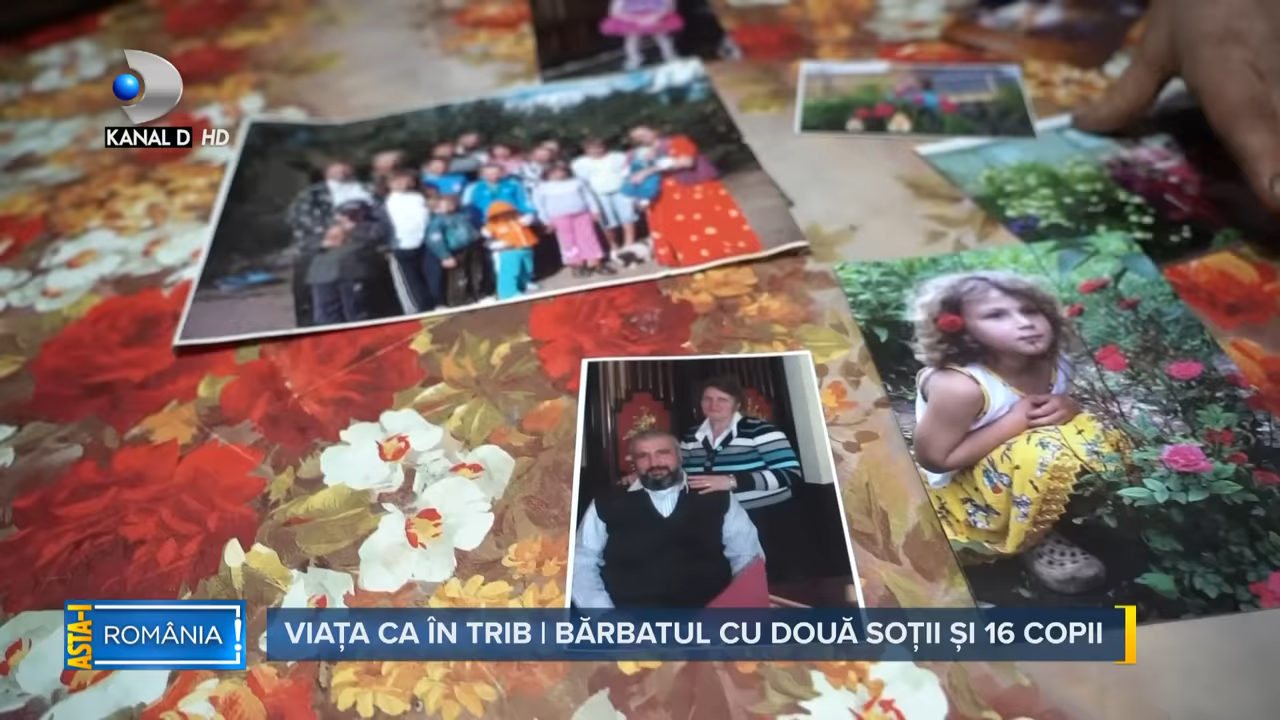 KANAL D HD
ASTA-I
ROMÂNIA!
VIAȚA CA ÎN TRIB | BĂRBATUL CU DOUĂ SOȚII ȘI 16 COPII